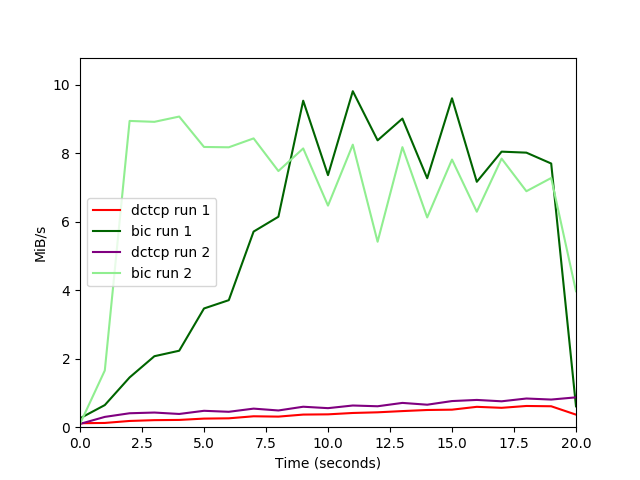 10
8
6
4
2
0
MiB/s
dctcp run 1
bic run 1
dctcp run 2
bic run 2
0.0 2.5 5.0 7.5 10.0 12.5 15.0 17.5 20.0
Time (seconds)